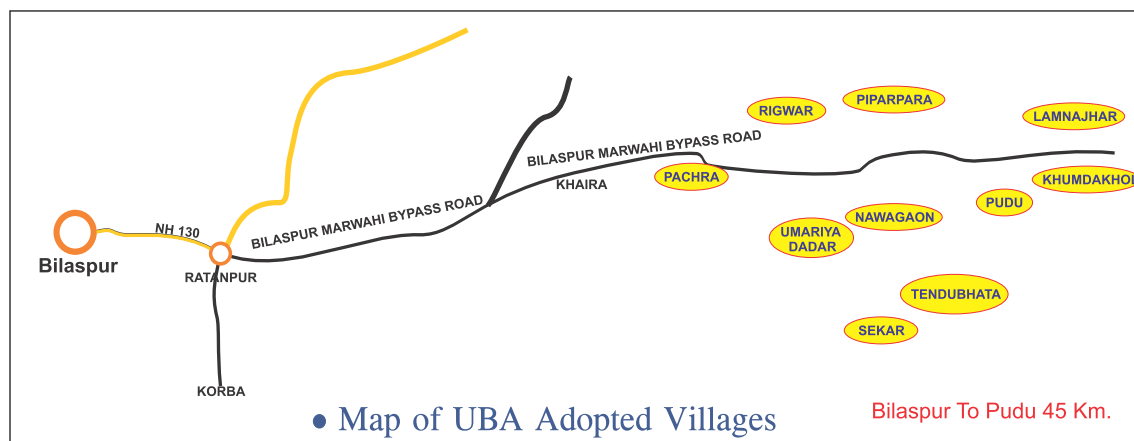 RIGWAR
PIPARPARA
LAMNAJHAR
BILASPUR MARWAHI BYPASS ROAD
KHAIRA
PACHRA
KHUMDAKHOL
PUDU
NH 130
BILASPUR MARWAHI BYPASS ROAD
NAWAGAON
UMARIYA
DADAR
Bilaspur
RATANPUR
TENDUBHATA
SEKAR
KORBA
• Map of UBA Adopted Villages
Bilaspur To Pudu 45 Km.